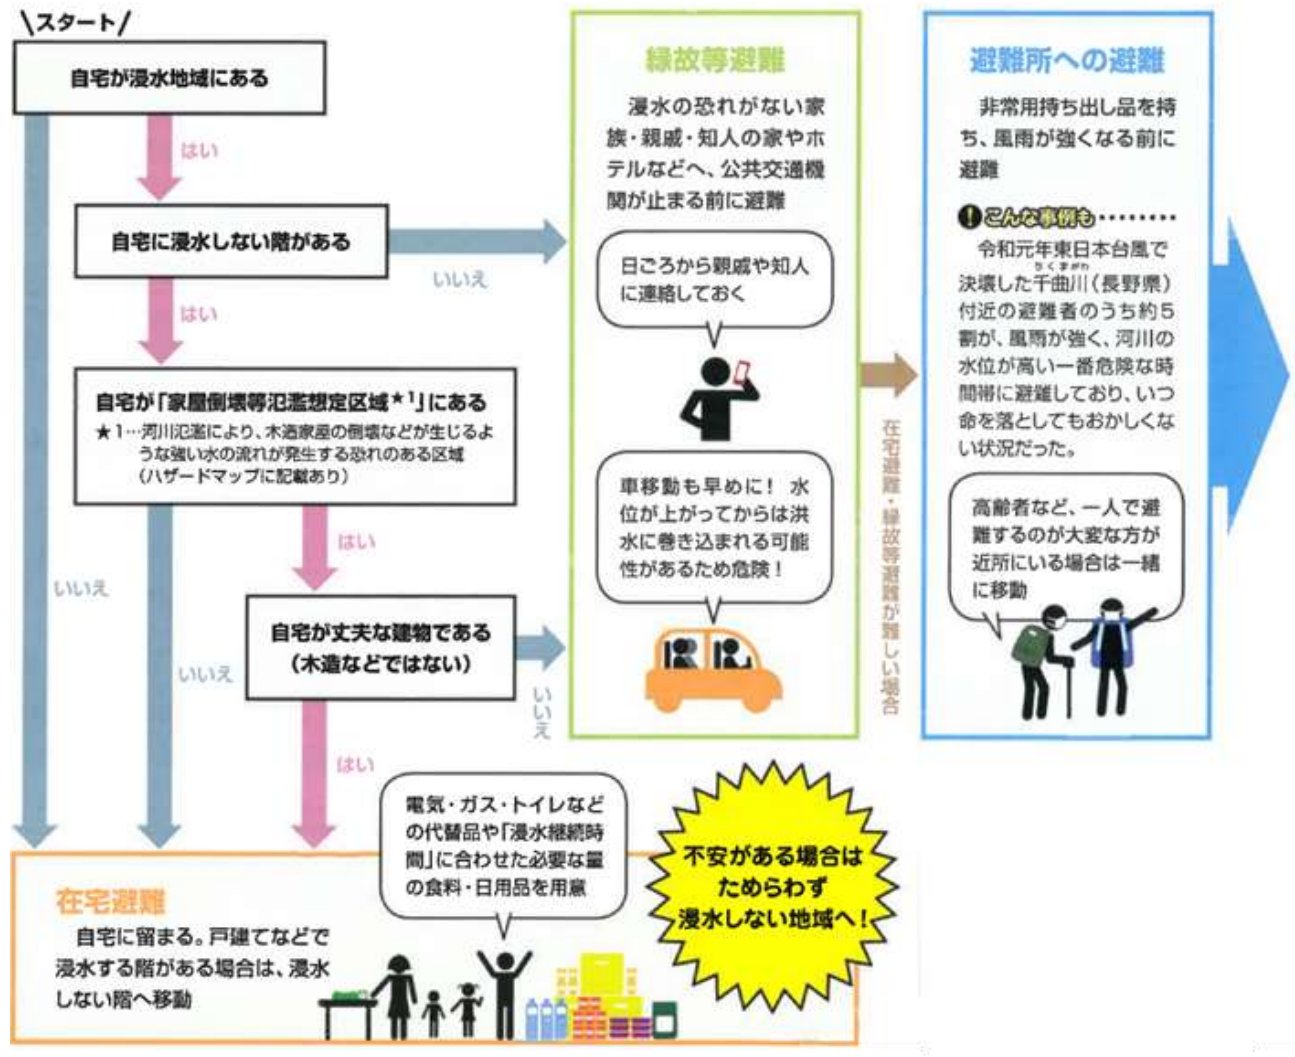 \スタート/
自宅が浸水地域にある
はい
自宅に浸水しない階がある
いいえ
はい
自宅が「家屋倒壊等氾濫想定区域★1」にある
★1…河川氾濫により、木造家屋の倒壊などが生じるよ
うな強い水の流れが発生する恐れのある区域
(ハザードマップに記載あり)
はい
いいえ
いいえ
自宅が丈夫な建物である
(木造などではない)
いいえ
はい
縁故等避難
浸水の恐れがない家
族・親戚・知人の家やホ
テルなどへ、公共交通機
関が止まる前に避難
日ごろから親戚や知人
に連絡しておく
車移動も早めに! 水
位が上がってからは洪
水に巻き込まれる可能
性があるため危険!
在宅避難・縁故等避難が難しい場合
避難所への避難
非常用持ち出し品を持
ち、風雨が強くなる前に
避難
!こんな事例も………
令和元年東日本台風で
ちくまがわ
決壊した千曲川(長野県)
付近の避難者のうち約5
割が、風雨が強く、河川の
水位が高い一番危険な時
間帯に避難しており、いつ
命を落としてもおかしくな
い状況だった。
高齢者など、一人で避
難するのが大変な方が
近所にいる場合は一緒
に移動
在宅避難
自宅に留まる。戸建てなどで
浸水する階がある場合は、浸水
しない階へ移動
電気・ガス・トイレなど
の代替品や「浸水継続時
間」に合わせた必要な量
の食料・日用品を用意
不安がある場合は
ためらわず
浸水しない地域へ!